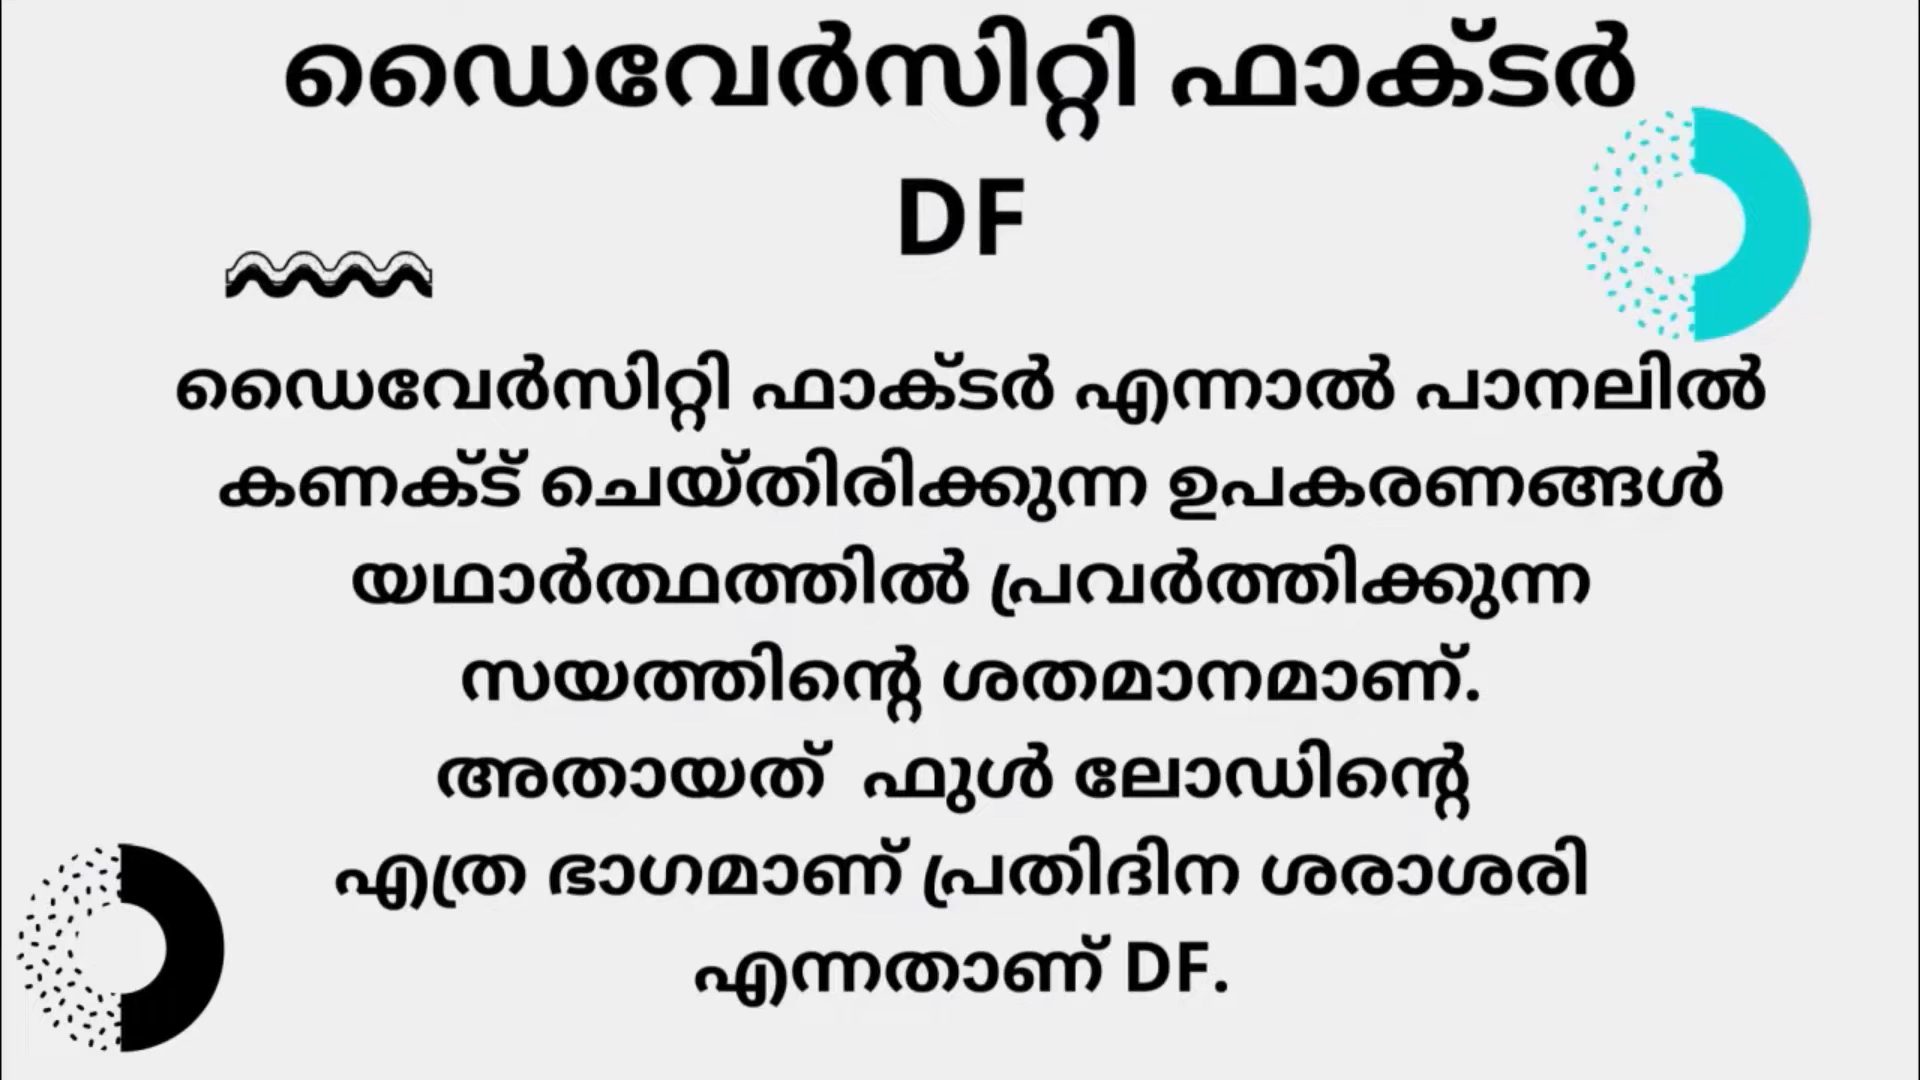 ഡൈവേർസിറ്റി ഫാക്ടർ
DF
ഡൈവേർസിറ്റി ഫാക്ടർ എന്നാൽ പാനലിൽ
കണക്ട് ചെയ്തിരിക്കുന്ന ഉപകരണങ്ങൾ
യഥാർത്ഥത്തിൽ പ്രവർത്തിക്കുന്ന
സയത്തിന്റെ ശതമാനമാണ്.
അതായത് ഫുൾ ലോഡിന്റെ
എത്ര ഭാഗമാണ് പ്രതിദിന ശരാശരി
എന്നതാണ് DF.